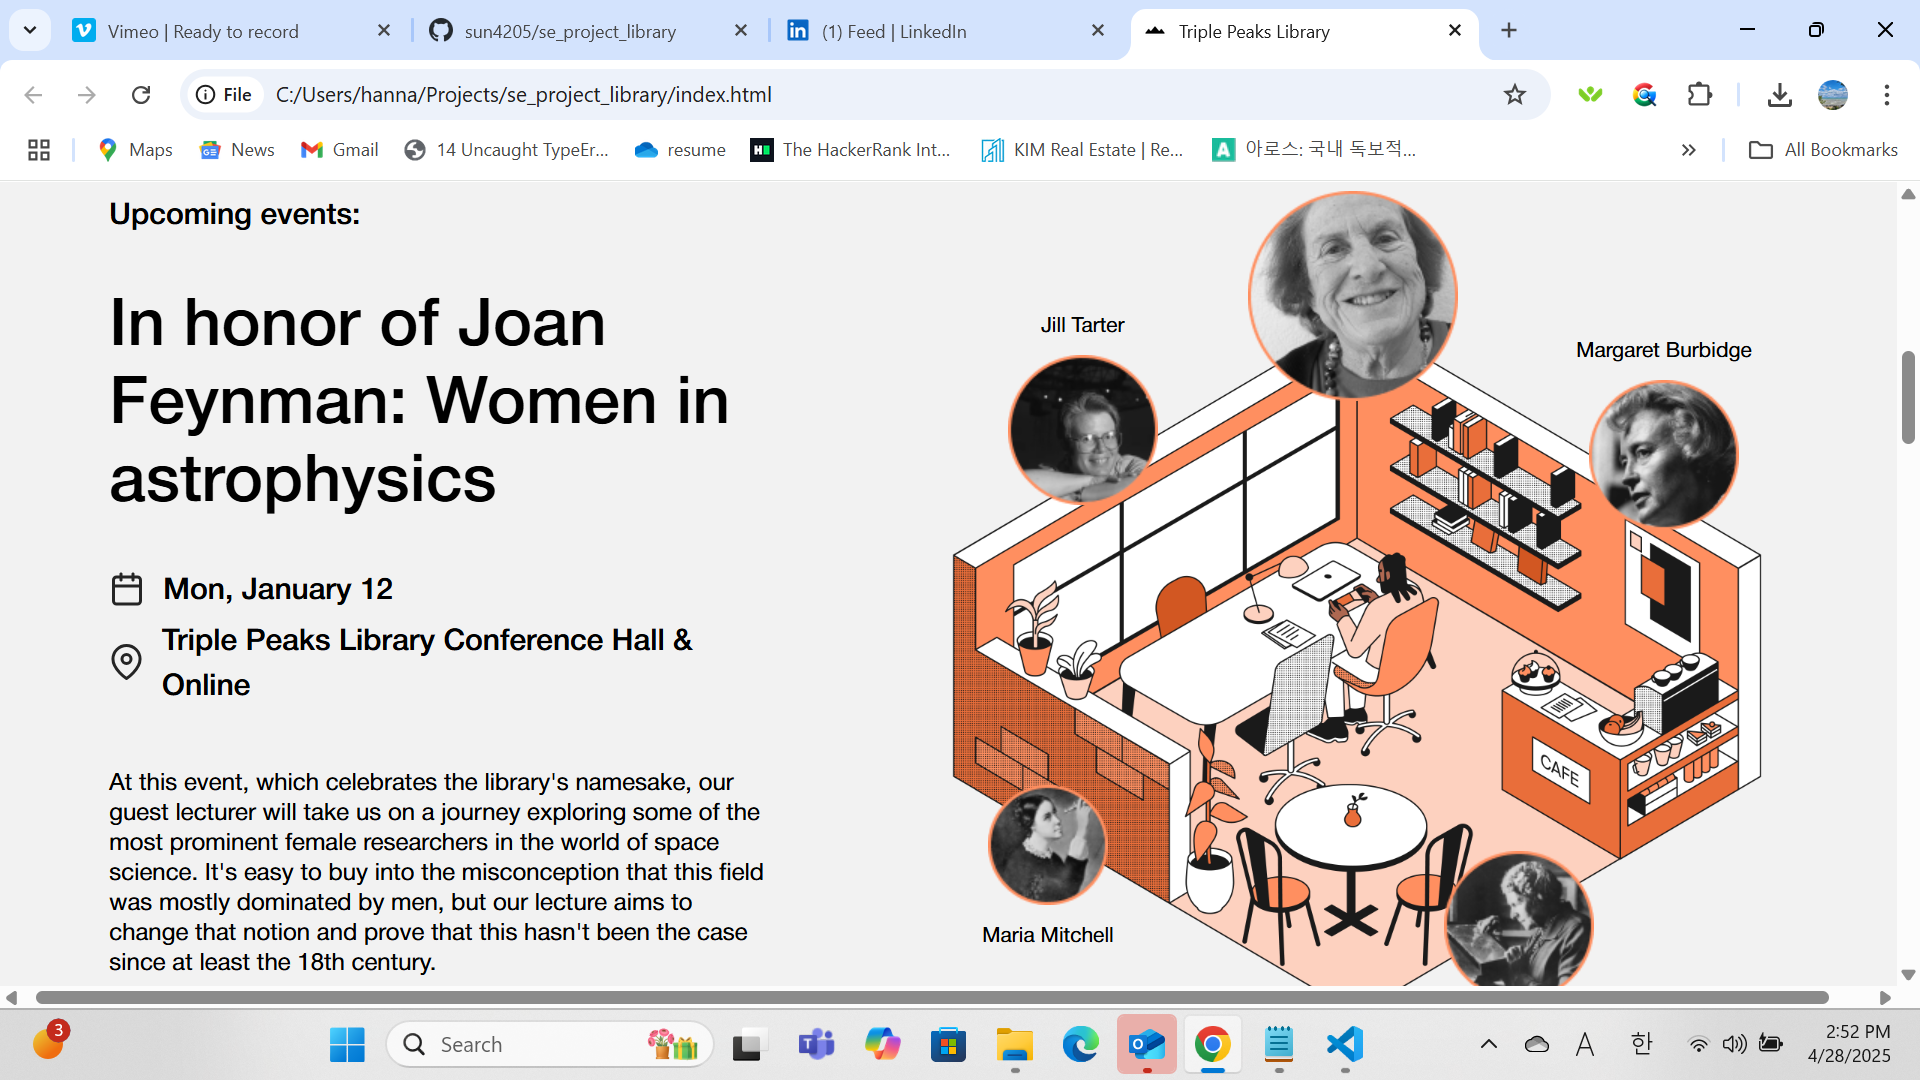 Vimeo | Ready to record
sun4205/se_project_library
(1) Feed | LinkedIn
Triple Peaks Library
File
C:/Users/hanna/Projects/se_project_library/index.html
Maps
News
Gmail
14 Uncaught TypeEr...
resume
The HackerRank Int...
KIM Real Estate | Re...
아로스: 국내 독보적...
All Bookmarks
Upcoming events:
In honor of Joan
Feynman: Women in
astrophysics
Mon, January 12
Triple Peaks Library Conference Hall &
Online
At this event, which celebrates the library's namesake, our
guest lecturer will take us on a journey exploring some of the
most prominent female researchers in the world of space
science. It's easy to buy into the misconception that this field
was mostly dominated by men, but our lecture aims to
change that notion and prove that this hasn't been the case
since at least the 18th century.
Jill Tarter
Margaret Burbidge
CAFE
Maria Mitchell
3
Search
A
한
2:52 PM
4/28/2025